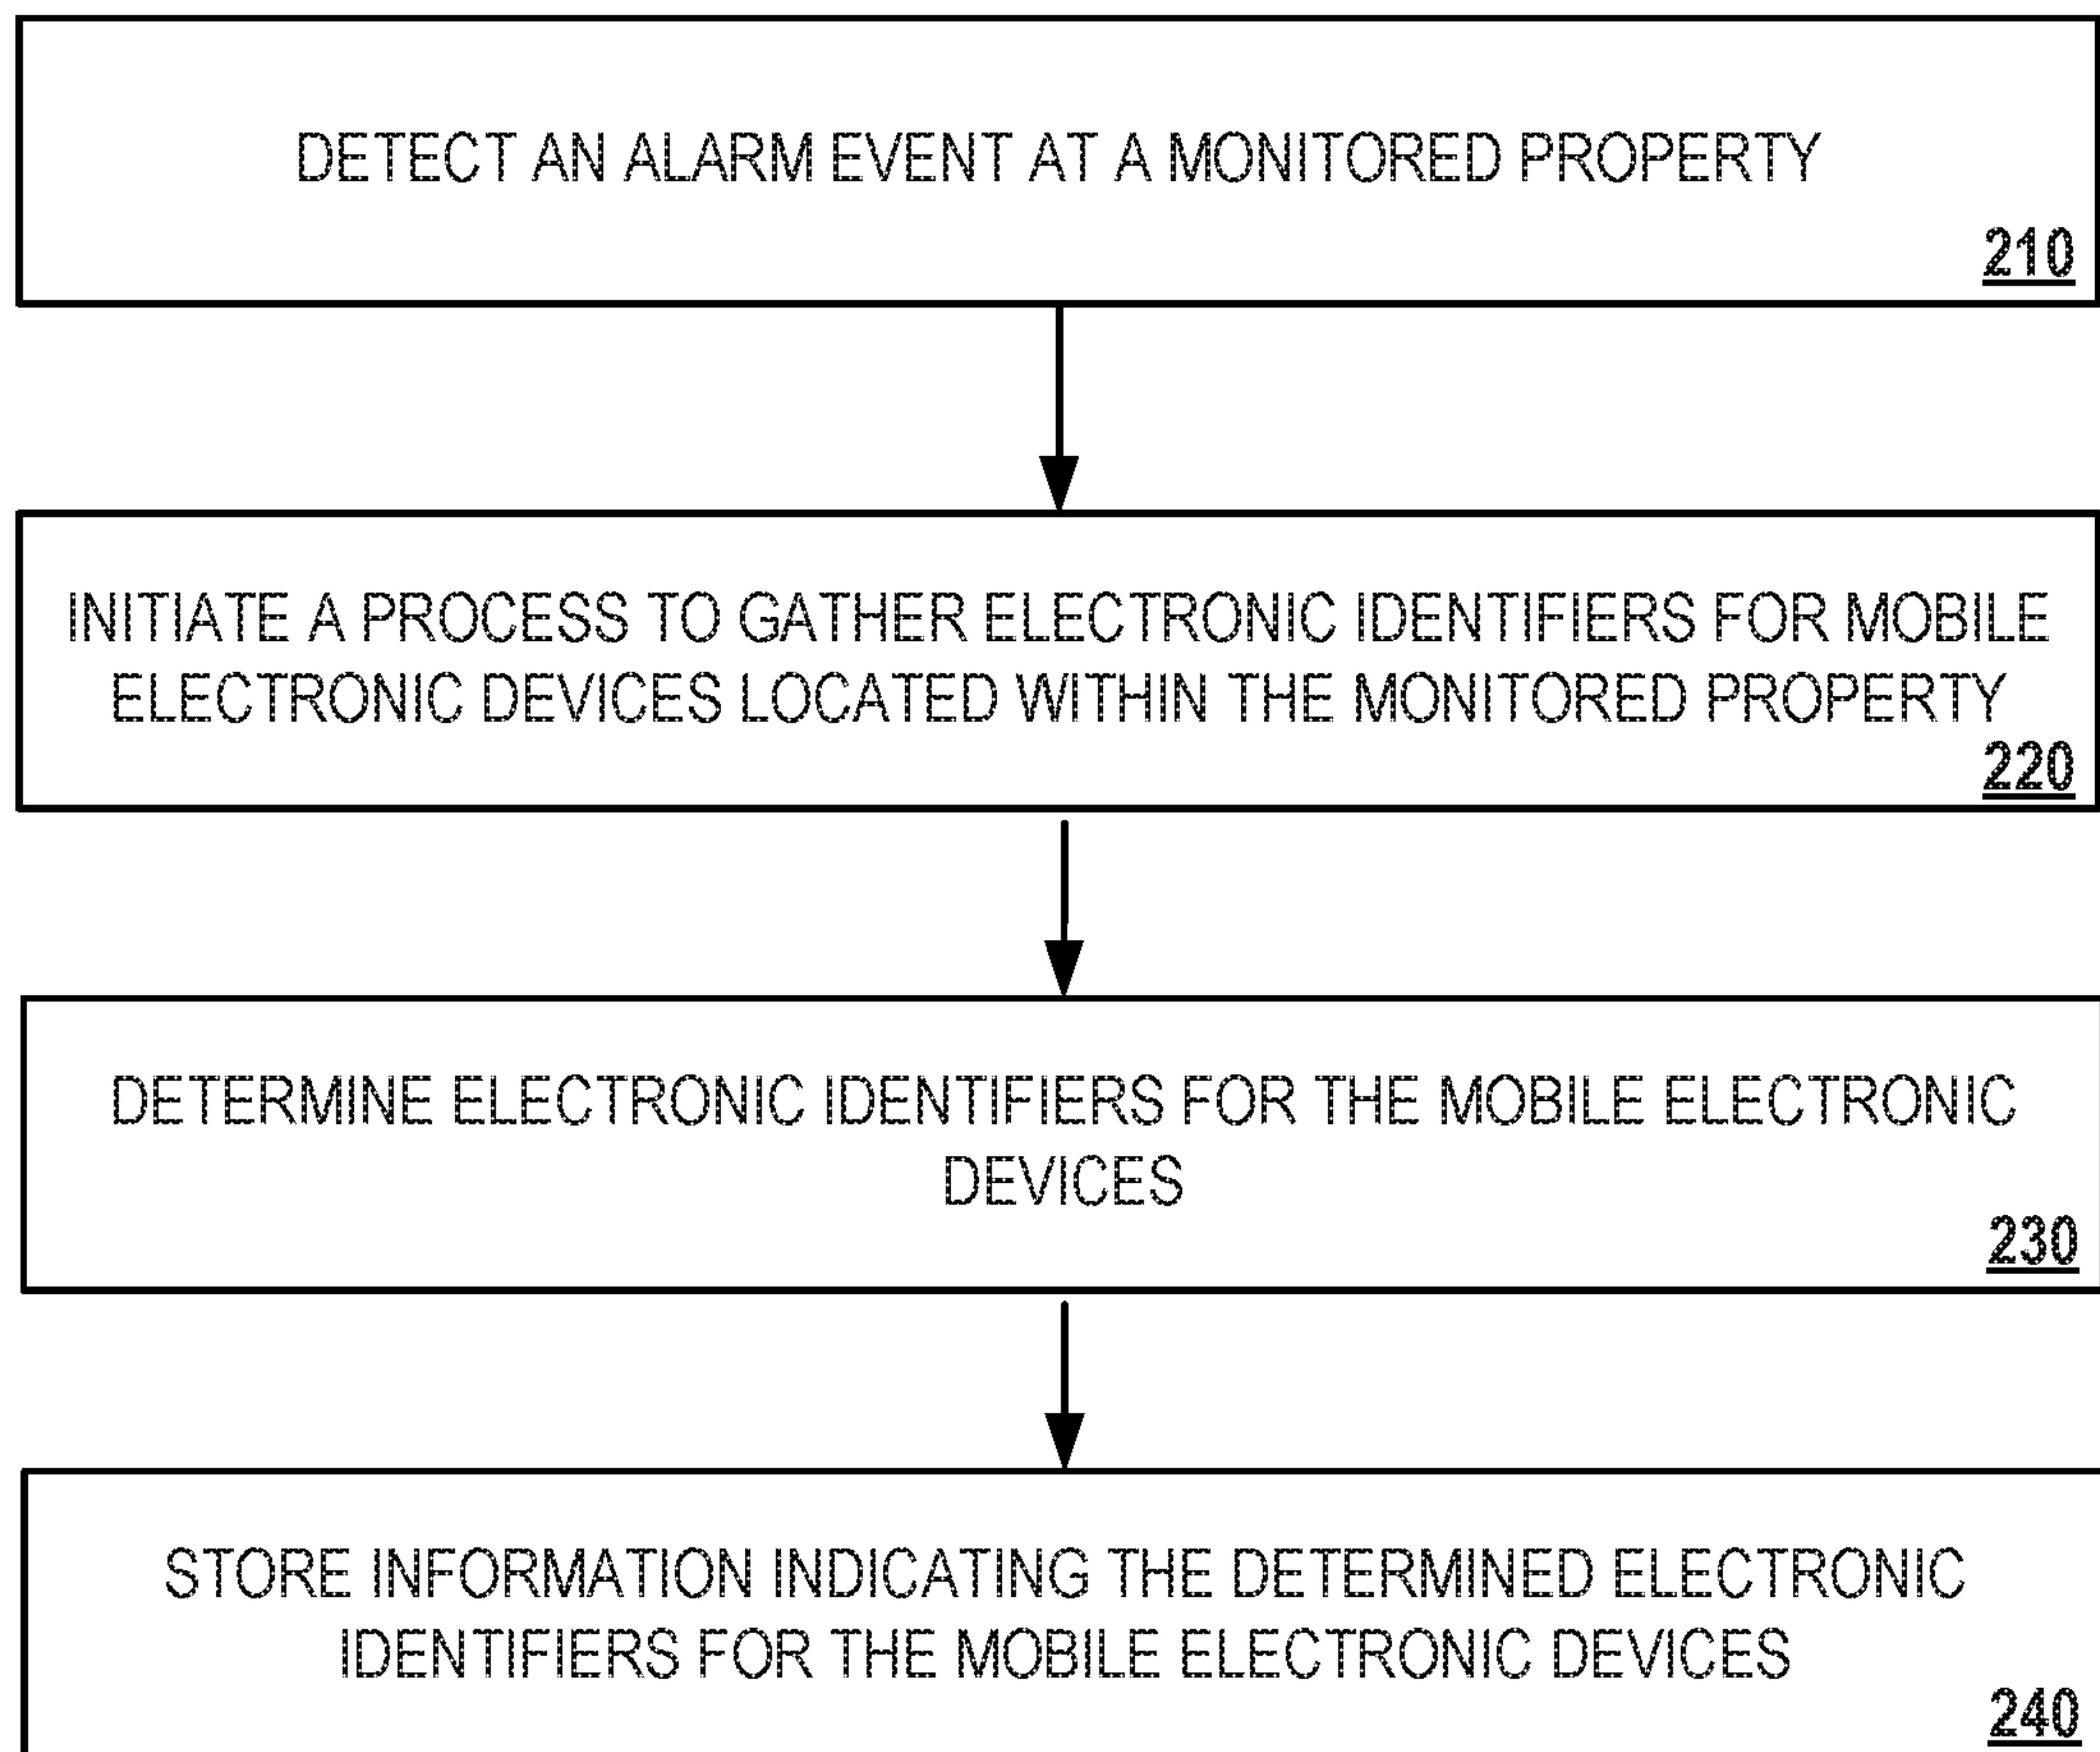 DETECT AN ALARM EVENT AT A MONITORED PROPERTY
210
INITIATE A PROCESS TO GATHER ELECTRONIC IDENTIFIERS FOR MOBILE
ELECTRONIC DEVICES LOCATED WITHIN THE MONITORED PROPERTY
220
DETERMINE ELECTRONIC IDENTIFIERS FOR THE MOBILE ELECTRONIC
DEVICES
230
STORE INFORMATION INDICATING THE DETERMINED ELECTRONIC
IDENTIFIERS FOR THE MOBILE ELECTRONIC DEVICES
240